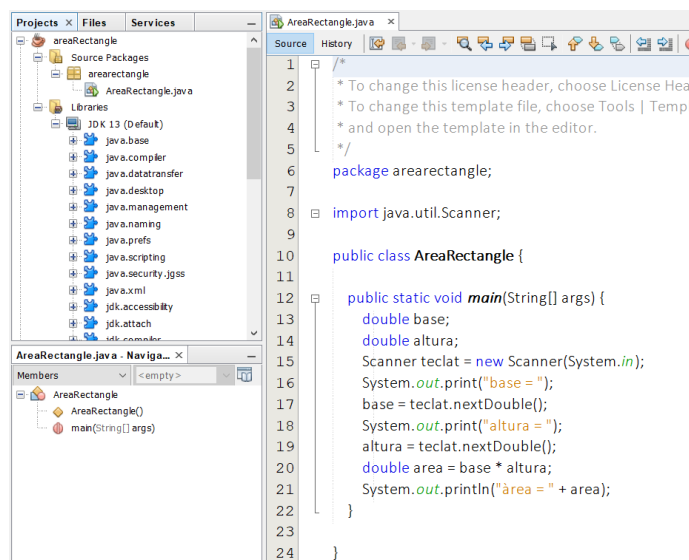 Projects × Files Services
areaRectangle
Source Packages
arearectangle
AreaRectangle.java
Libraries
JDK 13 (Default)
java.base
java.compiler
java.datatransfer
java.desktop
java.management
java.naming
java.prefs
java.scripting
java.security.jgss
java.xml
jdk.accessibility
jdk.attach
jdk.compiler
AreaRectangle.java - Naviga... ×
Members <empty>
AreaRectangle
AreaRectangle()
main(String[] args)
AreaRectangle.java ×
Source History
1 /*
2 * To change this license header, choose License Hea
3 * To change this template file, choose Tools | Temp
4 * and open the template in the editor.
5 */
6 package arearectangle;
7
8 import java.util.Scanner;
9
10 public class AreaRectangle {
11
12 public static void main(String[] args) {
13 double base;
14 double altura;
15 Scanner teclat = new Scanner(System.in);
16 System.out.print("base = ");
17 base = teclat.nextDouble();
18 System.out.print("altura = ");
19 altura = teclat.nextDouble();
20 double area = base * altura;
21 System.out.println("àrea = " + area);
22 }
23
24 }